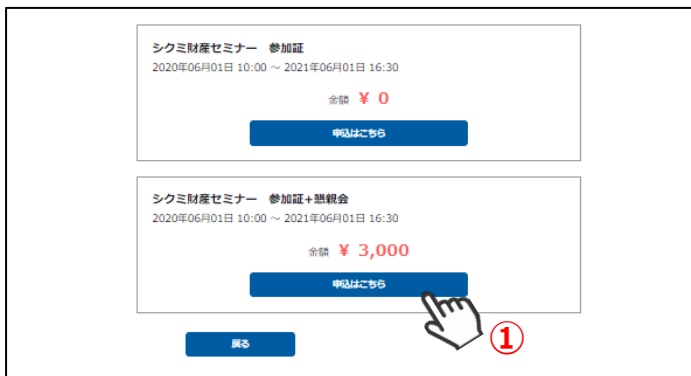 シクミ財産セミナー　参加証
2020年06月01日 10:00 ～ 2021年06月01日 16:30
金額 ¥ 0
申込はこちら
シクミ財産セミナー　参加証+懇親会
2020年06月01日 10:00 ～ 2021年06月01日 16:30
金額 ¥ 3,000
申込はこちら
戻る
①